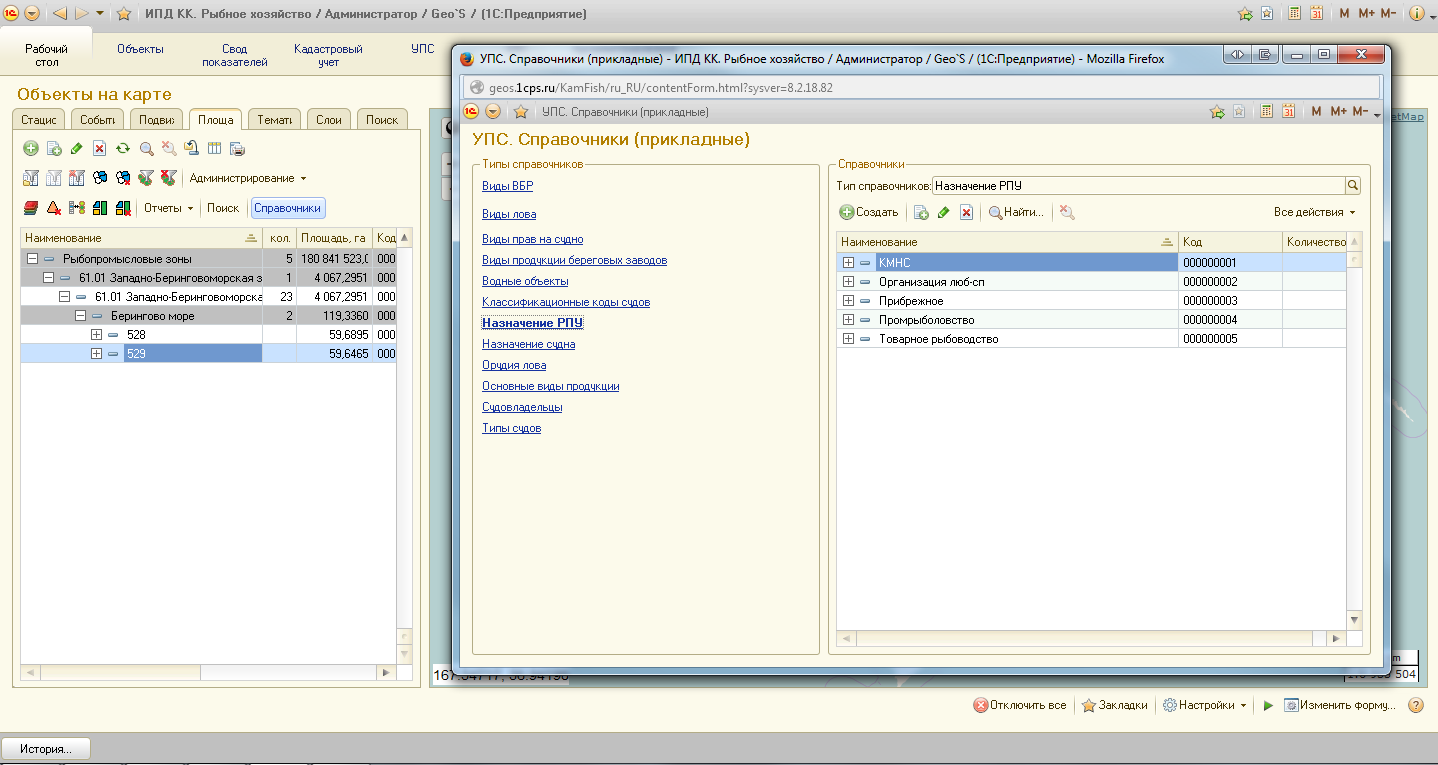 ИПД КК. Рыбное хозяйство / Администратор / Geo`S / (1С:Предприятие)
M M+ M-
Рабочий стол
Объекты
Свод показателей
Кадастровый учет
УПС
Объекты на карте
Стацис
Событи
Подвиж
Площа
Темати
Слои
Поиск
Администрирование
Отчеты
Поиск
Справочники
Наименование кол. Площадь, га Код
Рыбопромысловые зоны 5 180 841 523,0 000
61.01 Западно-Беринговоморская з 1 4 067,2951 000
61.01 Западно-Беринговоморска 23 4 067,2951 000
Берингово море 2 119,3360 000
528 59,6895 000
529 59,6465 000
УПС. Справочники (прикладные) - ИПД КК. Рыбное хозяйство / Администратор / Geo`S / (1С:Предприятие) - Mozilla Firefox
geos.1cps.ru/KamFish/ru_RU/contentForm.html?sysver=8.2.18.82
УПС. Справочники (прикладные)
M M+ M-
УПС. Справочники (прикладные)
Типы справочников
Виды ВБР
Виды лова
Виды прав на судно
Виды продукции береговых заводов
Водные объекты
Классификационные коды судов
Назначение РПУ
Назначение судна
Орудия лова
Основные виды продукции
Судовладельцы
Типы судов
Справочники
Тип справочников: Назначение РПУ
Создать
Найти...
Все действия
Наименование Код Количество
КМНС 000000001
Организация люб-сп 000000002
Прибрежное 000000003
Промрыболовство 000000004
Товарное рыбоводство 000000005
etMap
m
504
Отключить все
Закладки
Настройки
Изменить форму...
История...